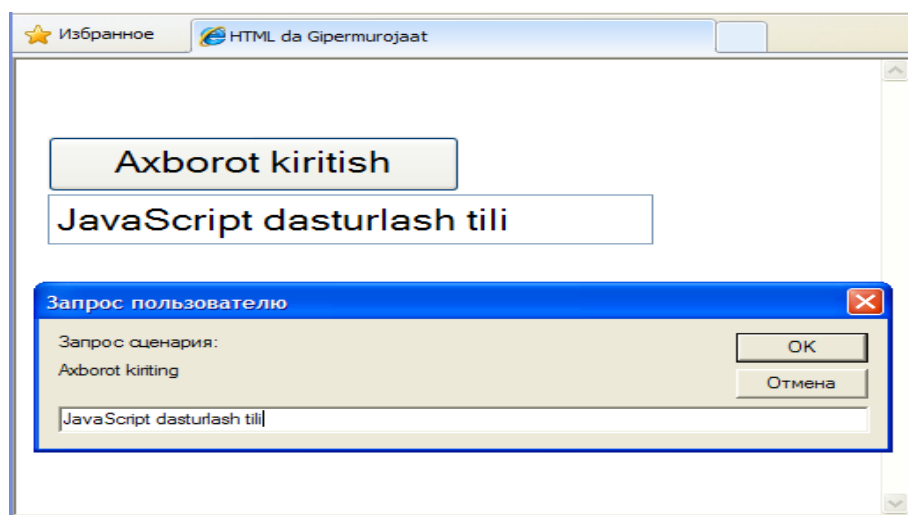 Избранное HTML da Gipermurojaat
Axborot kiritish
JavaScript dasturlash tili
Запрос пользователю
Запрос сценария:
OK
Axborot kiriting
Отмена
JavaScript dasturlash tili